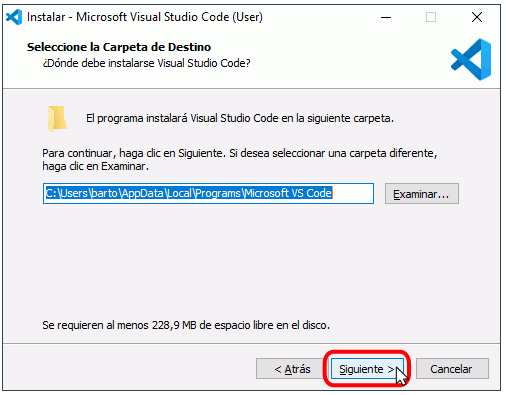 Instalar - Microsoft Visual Studio Code (User)
Seleccione la Carpeta de Destino
¿Dónde debe instalarse Visual Studio Code?
El programa instalará Visual Studio Code en la siguiente carpeta.
Para continuar, haga clic en Siguiente. Si desea seleccionar una carpeta diferente,
haga clic en Examinar.
C:\Users\barto\AppData\Local\Programs\Microsoft VS Code
Examinar...
Se requieren al menos 228,9 MB de espacio libre en el disco.
< Atrás
Siguiente >
Cancelar